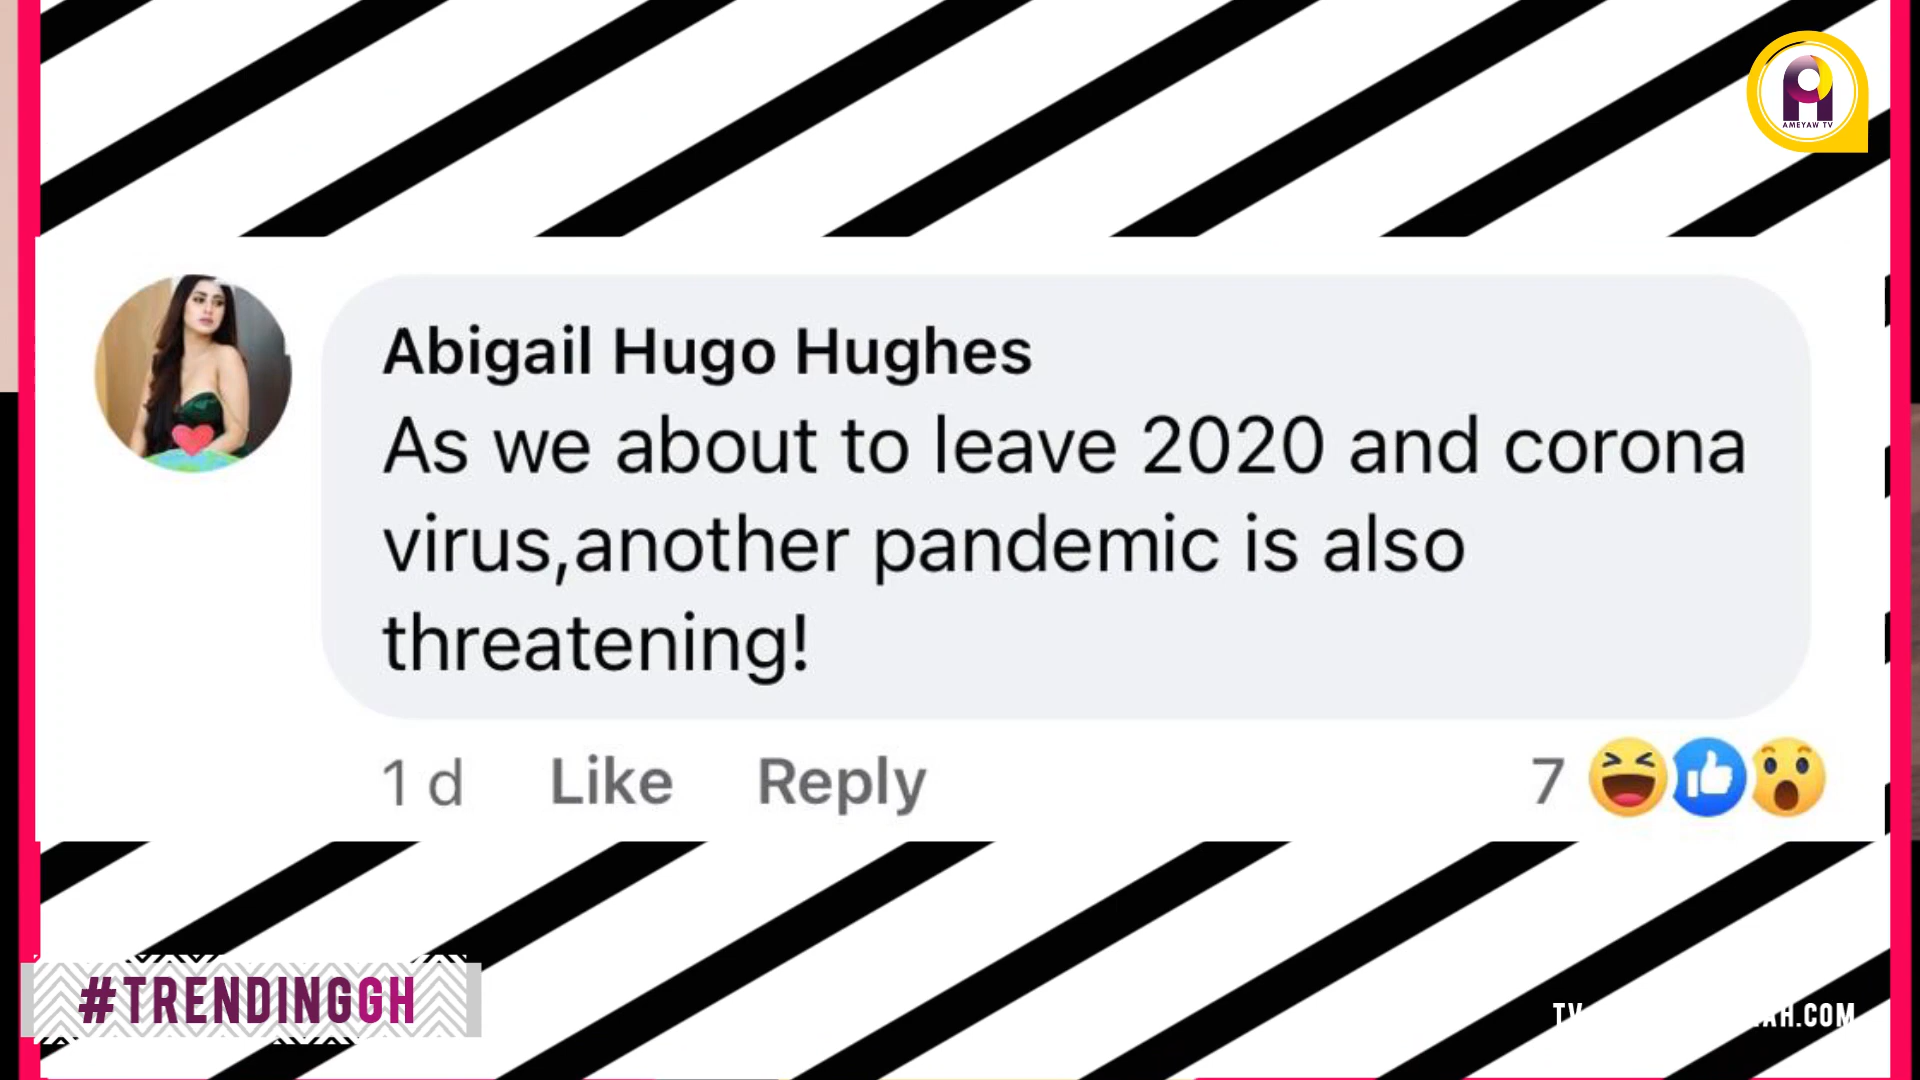 AMEYAW TV
Abigail Hugo Hughes
As we about to leave 2020 and corona
virus,another pandemic is also
threatening!
1 d Like Reply 7
#TRENDINGGH